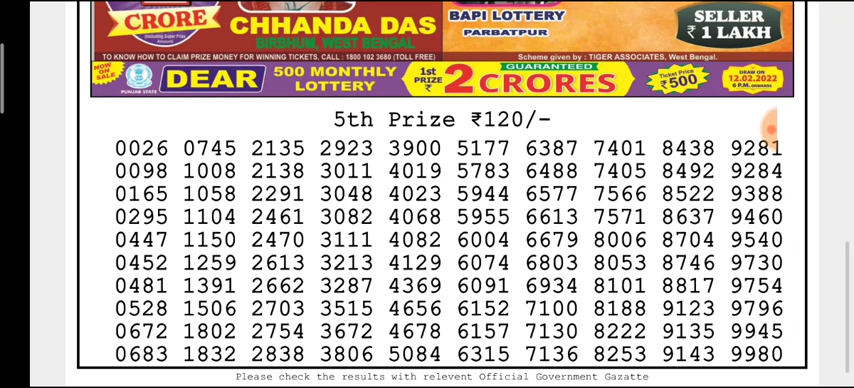 CRORE
(Including Super Prize Amount)
CHHANDA DAS
BIRBHUM, WEST BENGAL
BAPI LOTTERY
PARBATPUR
SELLER
₹ 1 LAKH
TO KNOW HOW TO CLAIM PRIZE MONEY FOR WINNING TICKETS, CALL : 1800 102 3680 (TOLL FREE)
Scheme given by : TIGER ASSOCIATES, West Bengal.
NOW ON SALE
PUNJAB STATE
DEAR
500 MONTHLY
LOTTERY
1st
PRIZE
₹
2
GUARANTEED
CRORES
Ticket Price
₹500
DRAW ON
12.02.2022
6 P.M. ONWARDS
5th Prize ₹120/-
0026 0745 2135 2923 3900 5177 6387 7401 8438 9281
0098 1008 2138 3011 4019 5783 6488 7405 8492 9284
0165 1058 2291 3048 4023 5944 6577 7566 8522 9388
0295 1104 2461 3082 4068 5955 6613 7571 8637 9460
0447 1150 2470 3111 4082 6004 6679 8006 8704 9540
0452 1259 2613 3213 4129 6074 6803 8053 8746 9730
0481 1391 2662 3287 4369 6091 6934 8101 8817 9754
0528 1506 2703 3515 4656 6152 7100 8188 9123 9796
0672 1802 2754 3672 4678 6157 7130 8222 9135 9945
0683 1832 2838 3806 5084 6315 7136 8253 9143 9980
Please check the results with relevent Official Government Gazatte